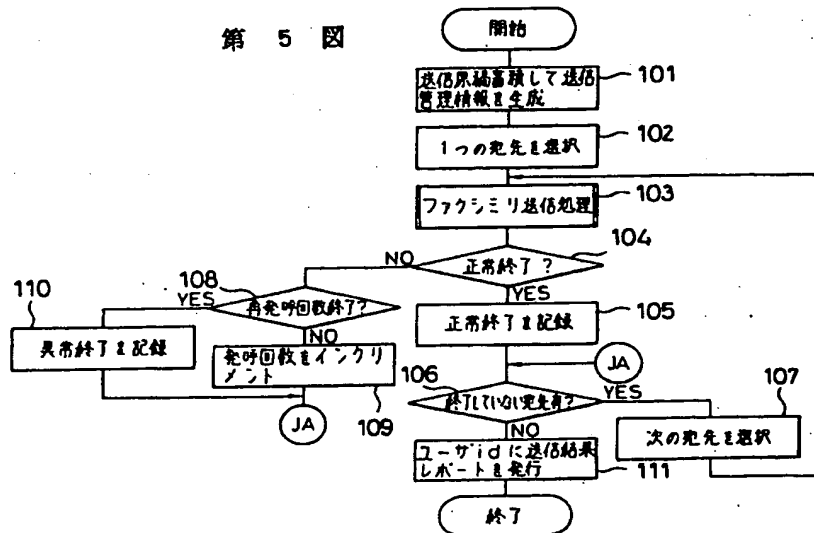 第 5 図
開始
送信原稿蓄積して送信
管理情報を生成
101
1つの宛先を選択
102
ファクシミリ送信処理
103
正常終了?
104
NO
YES
108
再発呼回数終了?
YES
NO
110
異常終了を記録
発呼回数をインクリ
メント
109
JA
正常終了を記録
105
JA
106
終了していない宛先有?
YES
NO
107
次の宛先を選択
ユーザidに送信結果
レポートを発行
111
終了